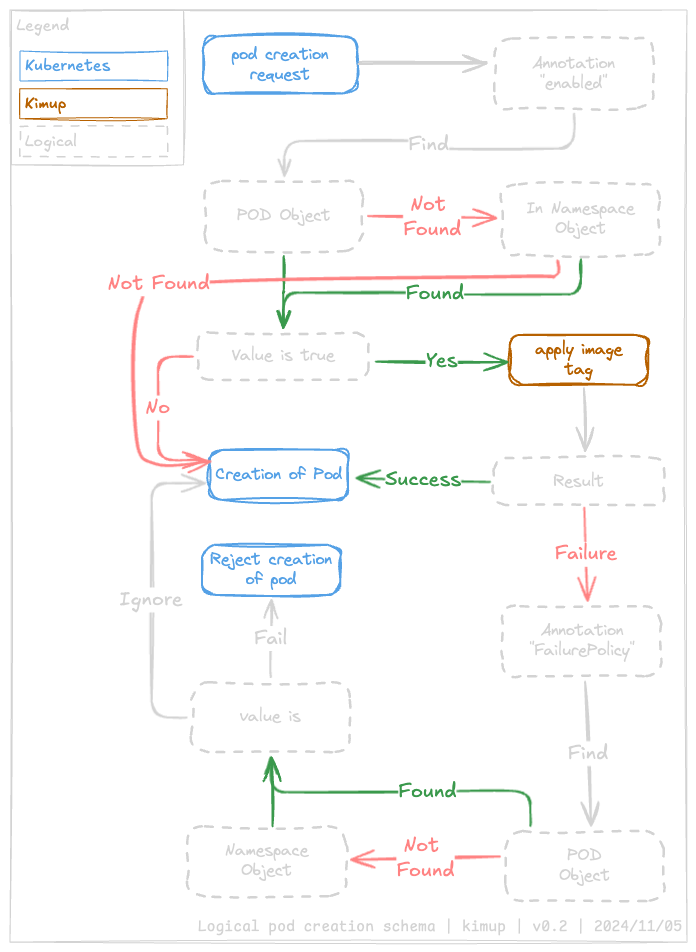 Legend
Kubernetes
Kimup
Logical
pod creation
request
Annotation
"enabled"
Find
POD Object
Not
Found
In Namespace
Object
Not Found
Found
Value is true
Yes
apply image
tag
No
Creation of Pod
Success
Result
Reject creation
of pod
Failure
Ignore
Fail
Annotation
"FailurePolicy"
value is
Find
Found
Namespace
Object
Not
Found
POD
Object
Logical pod creation schema | kimup | v0.2 | 2024/11/05